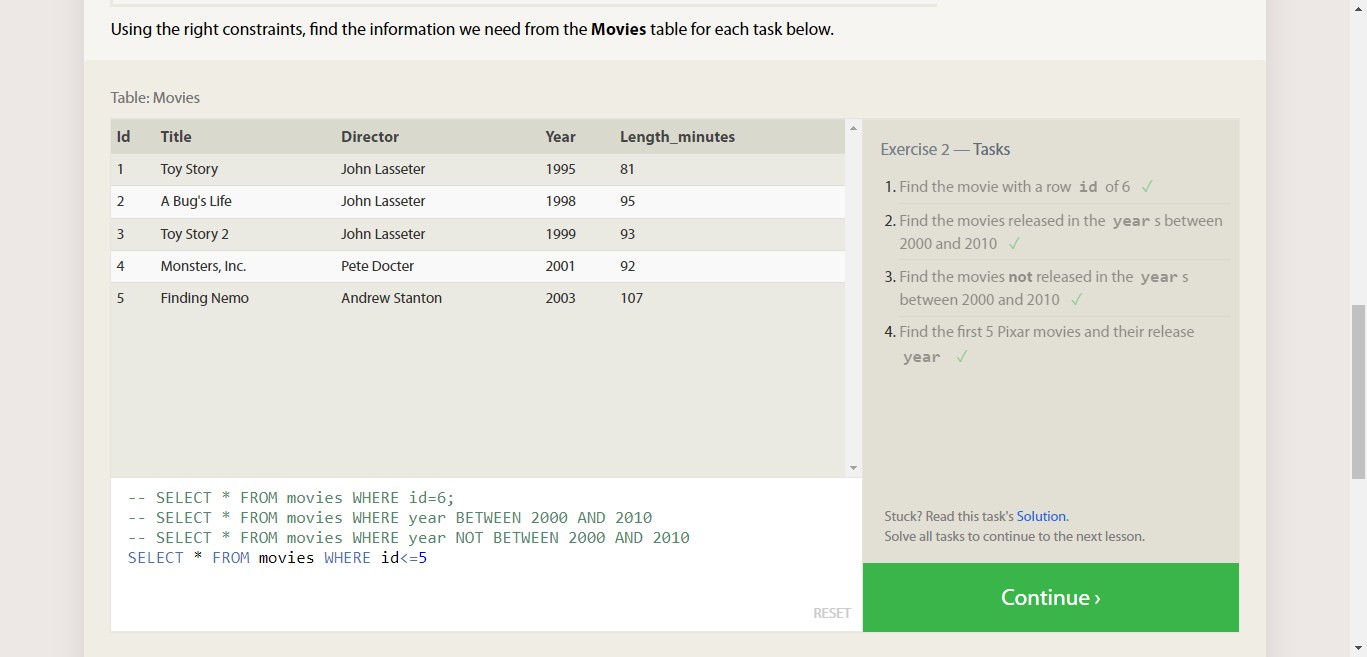 Using the right constraints, find the information we need from the Movies table for each task below.
Table: Movies
Id Title Director Year Length_minutes
1 Toy Story John Lasseter 1995 81
2 A Bug's Life John Lasseter 1998 95
3 Toy Story 2 John Lasseter 1999 93
4 Monsters, Inc. Pete Docter 2001 92
5 Finding Nemo Andrew Stanton 2003 107
-- SELECT * FROM movies WHERE id=6;
-- SELECT * FROM movies WHERE year BETWEEN 2000 AND 2010
-- SELECT * FROM movies WHERE year NOT BETWEEN 2000 AND 2010
SELECT * FROM movies WHERE id<=5
RESET
Exercise 2 — Tasks
1. Find the movie with a row id of 6 ✓
2. Find the movies released in the year s between
2000 and 2010 ✓
3. Find the movies not released in the year s
between 2000 and 2010 ✓
4. Find the first 5 Pixar movies and their release
year ✓
Stuck? Read this task's Solution.
Solve all tasks to continue to the next lesson.
Continue ›